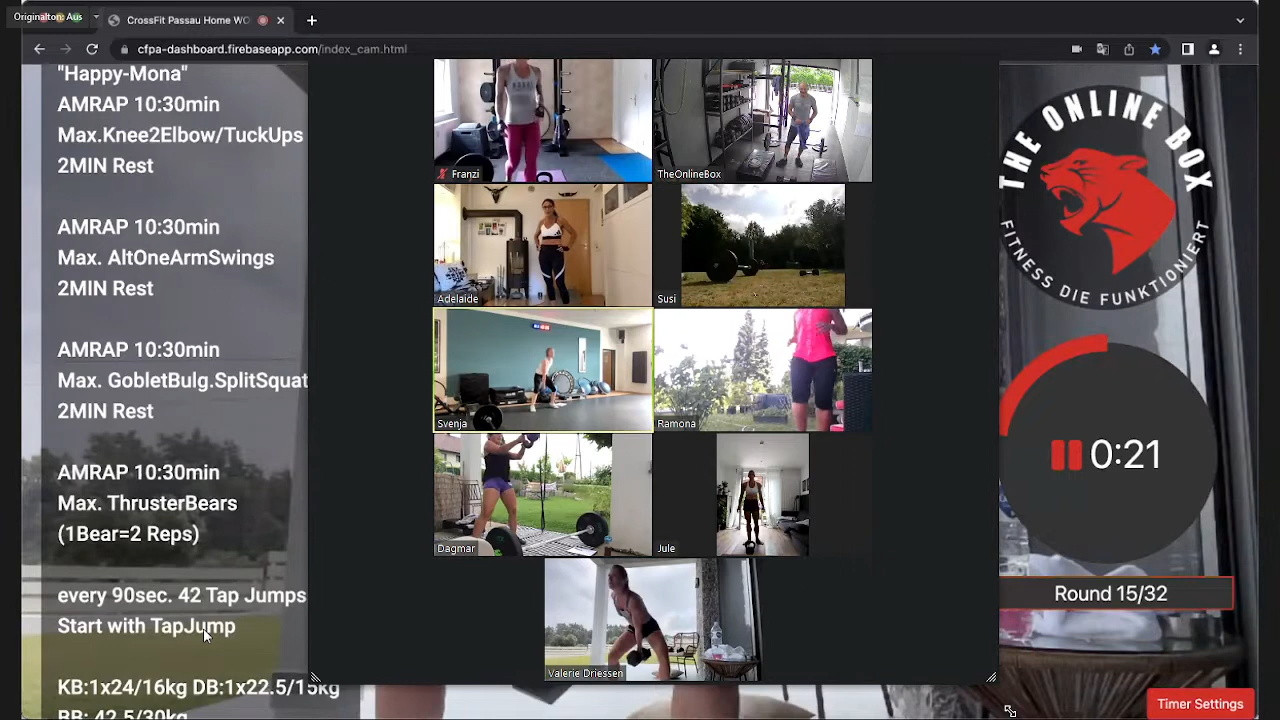 Originalton: Aus
CrossFit Passau Home WO
cfpa-dashboard.firebaseapp.com/index_cam.html
"Happy-Mona"
AMRAP 10:30min
Max.Knee2Elbow/TuckUps
2MIN Rest
AMRAP 10:30min
Max. AltOneArmSwings
2MIN Rest
AMRAP 10:30min
Max. GobletBulg.SplitSquat
2MIN Rest
AMRAP 10:30min
Max. ThrusterBears
(1Bear=2 Reps)
every 90sec. 42 Tap Jumps
Start with TapJump
KB:1x24/16kg DB:1x22.5/15kg
BB: 42.5/30kg
Franzi
TheOnlineBox
Adelaide
Susi
Svenja
Ramona
Dagmar
Jule
Valerie Driessen
THE ONLINE BOX
FITNESS DIE FUNKTIONIERT
0:21
Round 15/32
Timer Settings